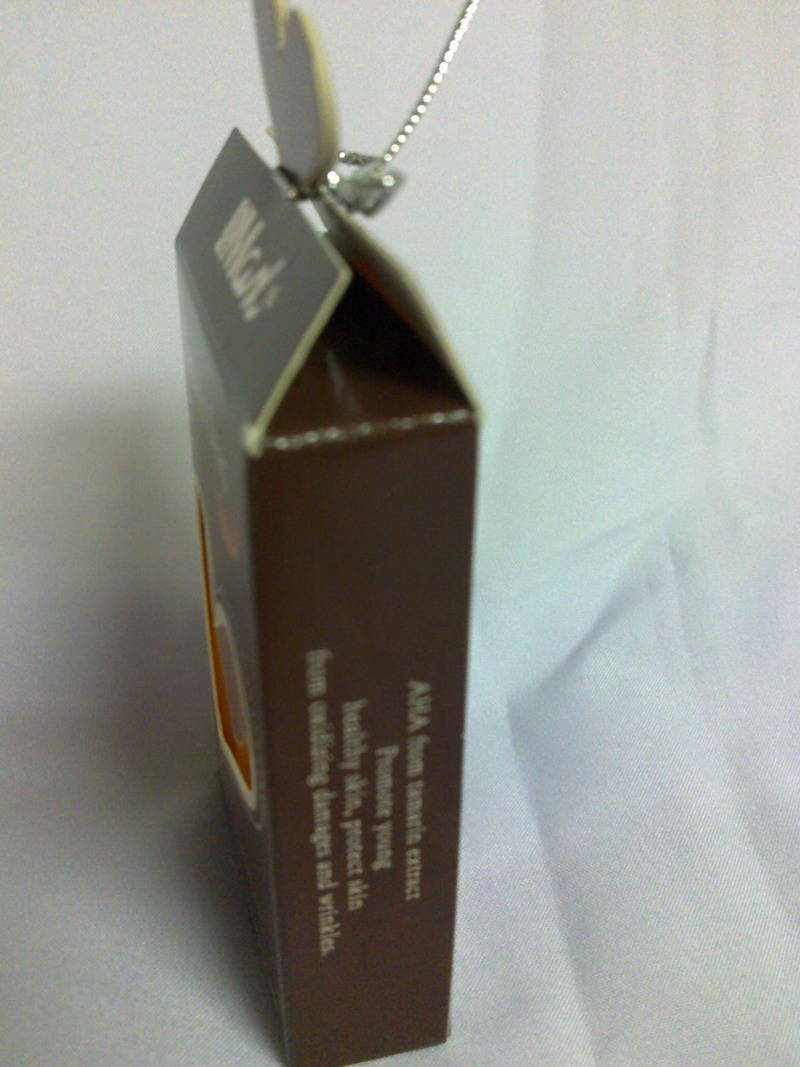 AHA from tamarin extract
Promote young
healthy skin, protect skin
from oxidizing damages and wrinkles.